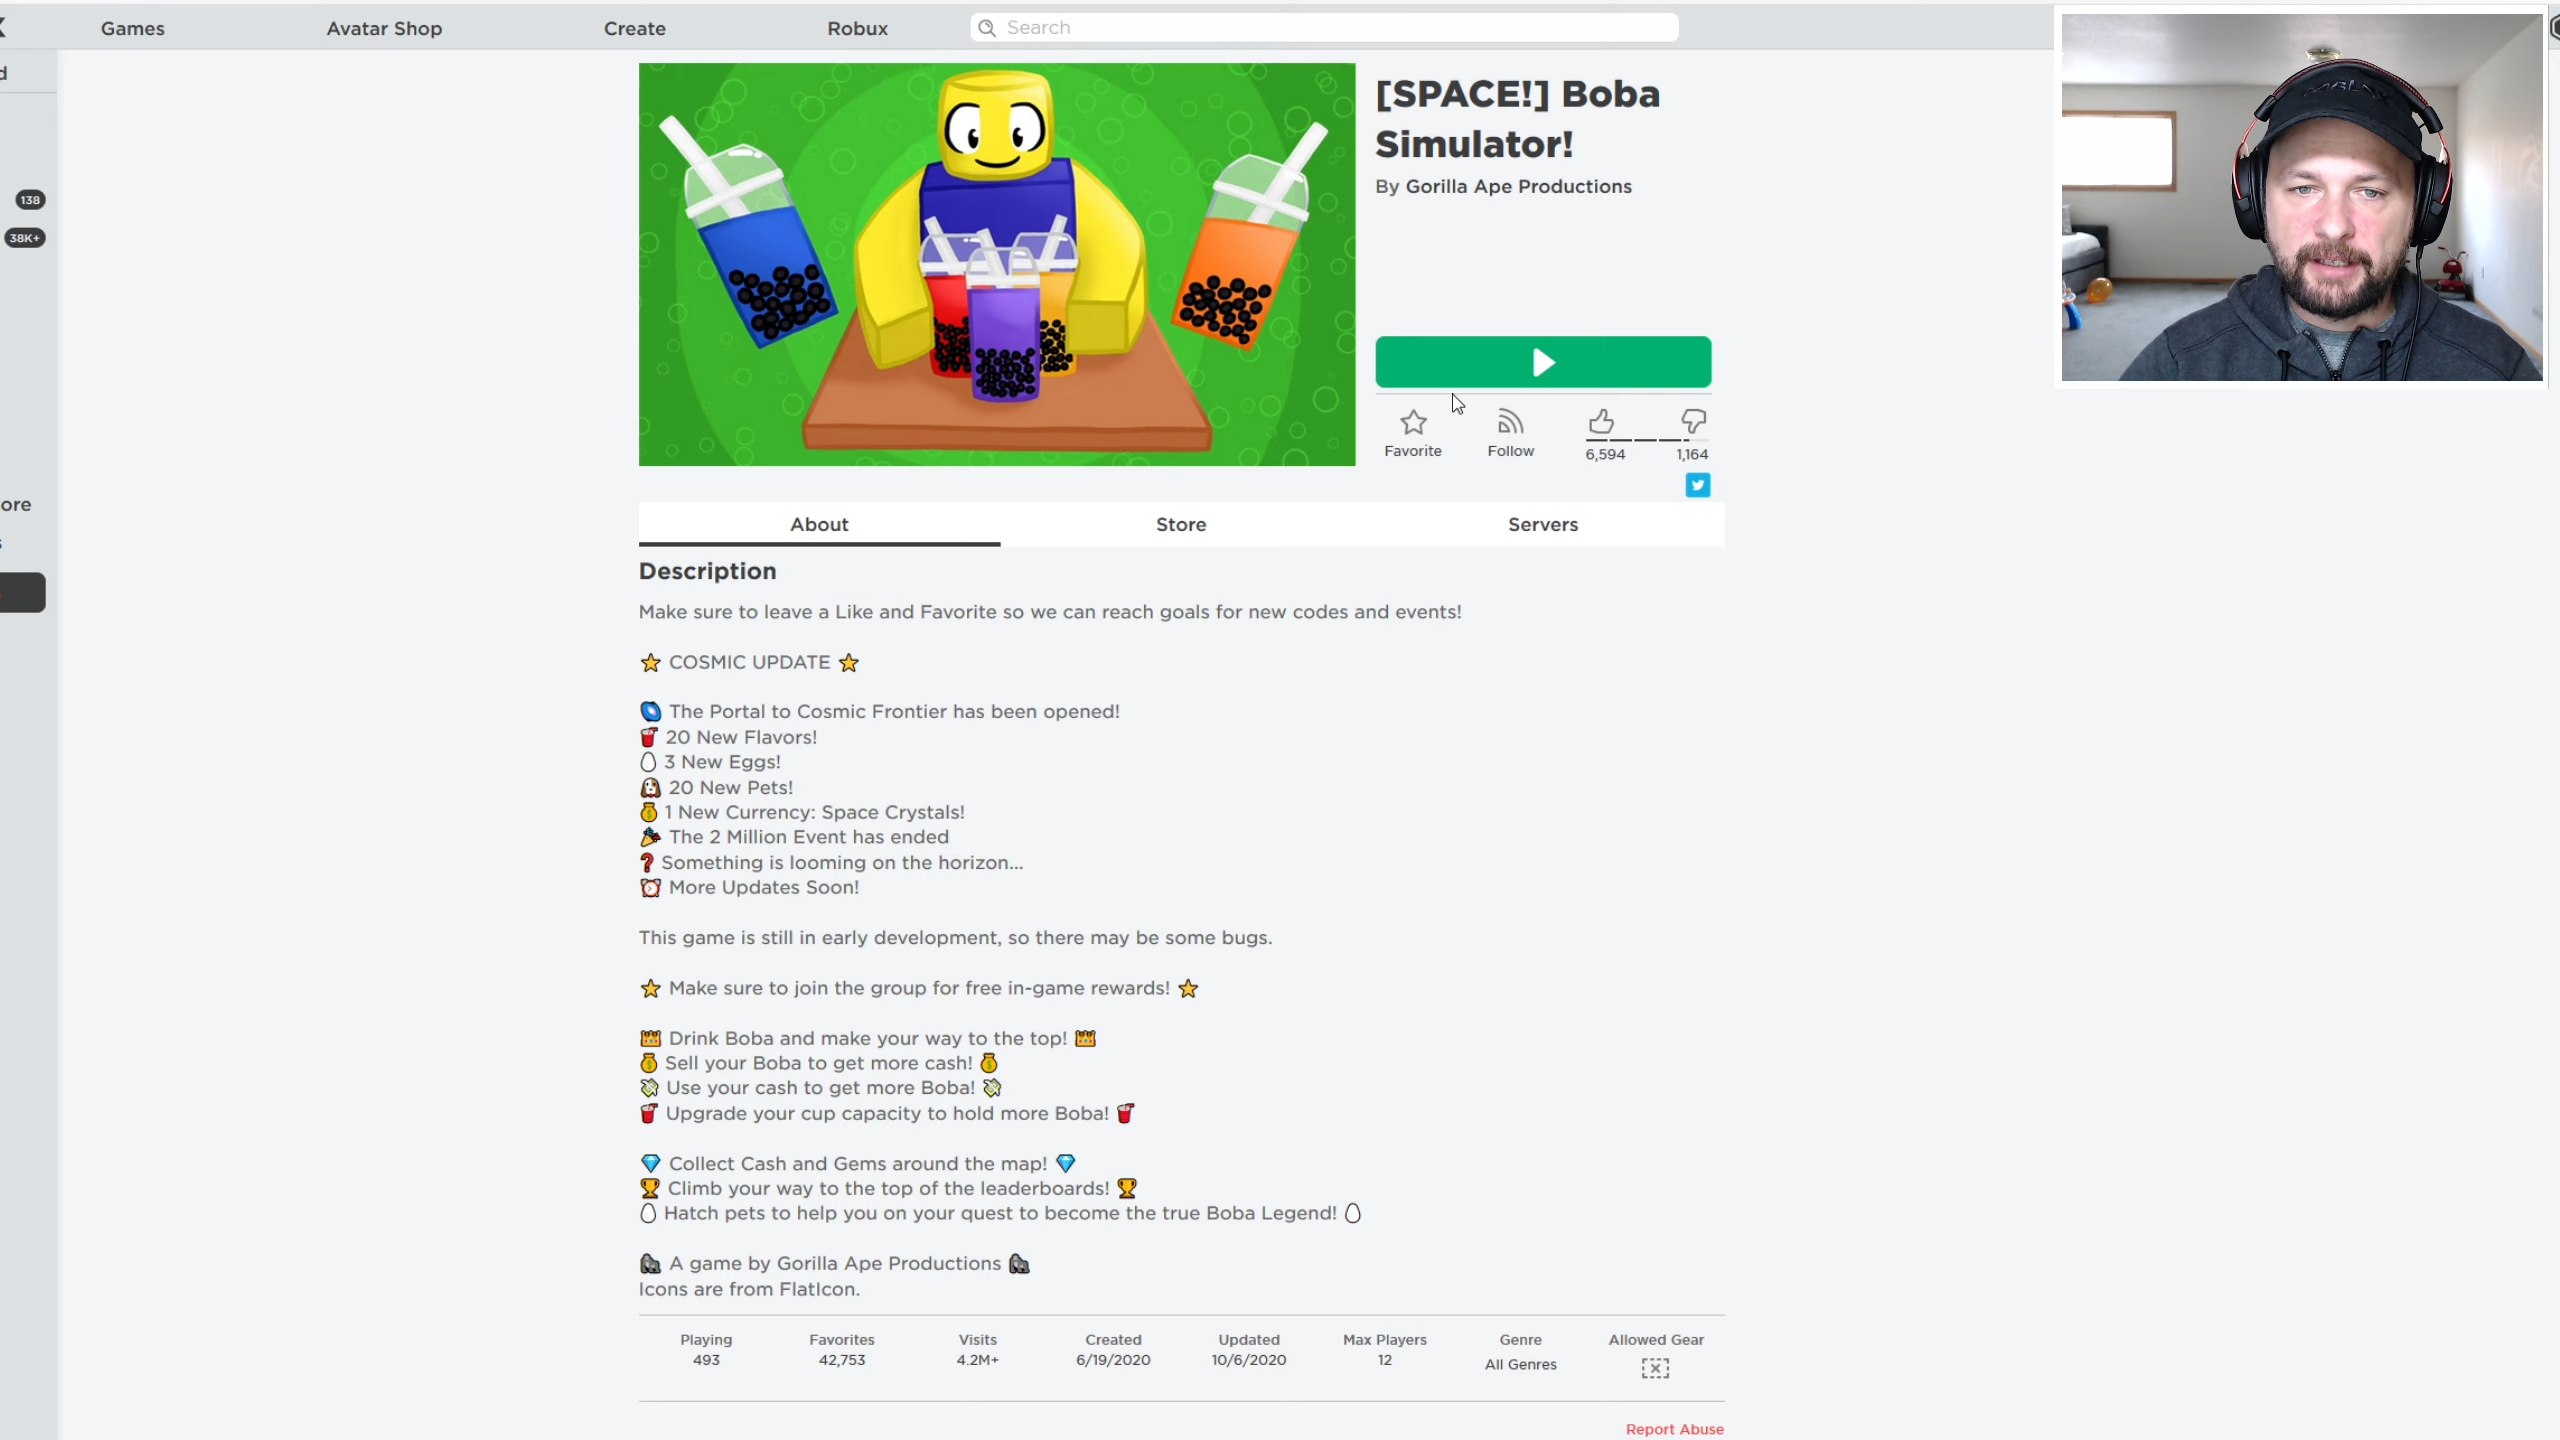 Games
Avatar Shop
Create
Robux
Search
138
38K+
ore
[SPACE!] Boba
Simulator!
By Gorilla Ape Productions
Favorite
Follow
6,594
1,164
About
Store
Servers
Description
Make sure to leave a Like and Favorite so we can reach goals for new codes and events!
⭐ COSMIC UPDATE ⭐
The Portal to Cosmic Frontier has been opened!
20 New Flavors!
3 New Eggs!
20 New Pets!
1 New Currency: Space Crystals!
The 2 Million Event has ended
❓ Something is looming on the horizon...
More Updates Soon!
This game is still in early development, so there may be some bugs.
⭐ Make sure to join the group for free in-game rewards! ⭐
Drink Boba and make your way to the top!
Sell your Boba to get more cash!
Use your cash to get more Boba!
Upgrade your cup capacity to hold more Boba!
Collect Cash and Gems around the map!
Climb your way to the top of the leaderboards!
Hatch pets to help you on your quest to become the true Boba Legend!
A game by Gorilla Ape Productions
Icons are from FlatIcon.
Playing
493
Favorites
42,753
Visits
4.2M+
Created
6/19/2020
Updated
10/6/2020
Max Players
12
Genre
All Genres
Allowed Gear
Report Abuse